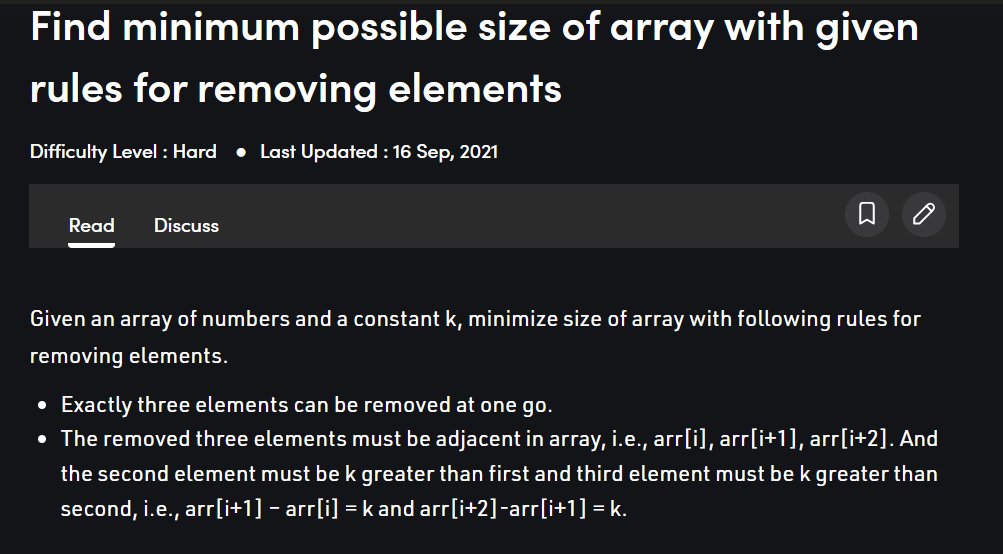 Find minimum possible size of array with given
rules for removing elements
Difficulty Level : Hard ● Last Updated : 16 Sep, 2021
Read Discuss
Given an array of numbers and a constant k, minimize size of array with following rules for
removing elements.
• Exactly three elements can be removed at one go.
• The removed three elements must be adjacent in array, i.e., arr[i], arr[i+1], arr[i+2]. And
the second element must be k greater than first and third element must be k greater than
second, i.e., arr[i+1] – arr[i] = k and arr[i+2]-arr[i+1] = k.